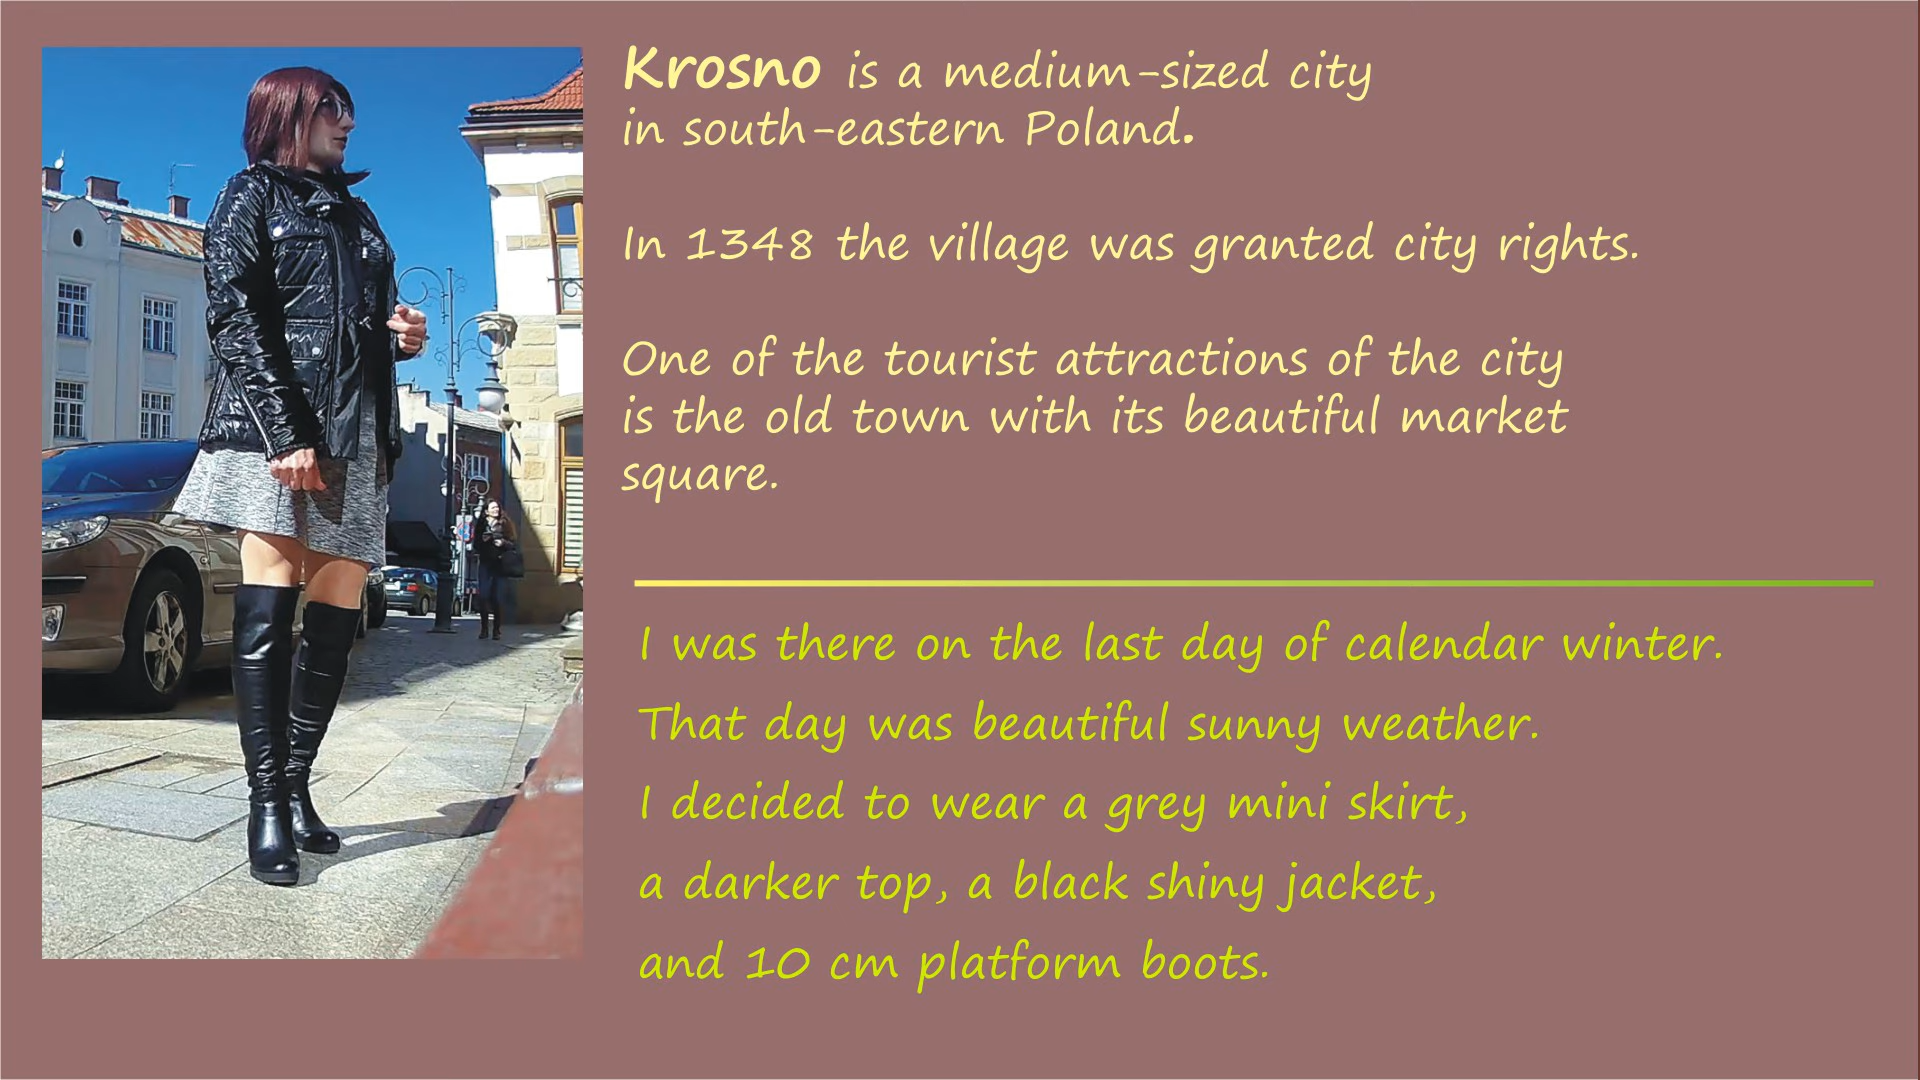 Krosno is a medium-sized city
in south-eastern Poland.
In 1348 the village was granted city rights.
One of the tourist attractions of the city
is the old town with its beautiful market
square.
I was there on the last day of calendar winter.
That day was beautiful sunny weather.
I decided to wear a grey mini skirt,
a darker top, a black shiny jacket,
and 10 cm platform boots.